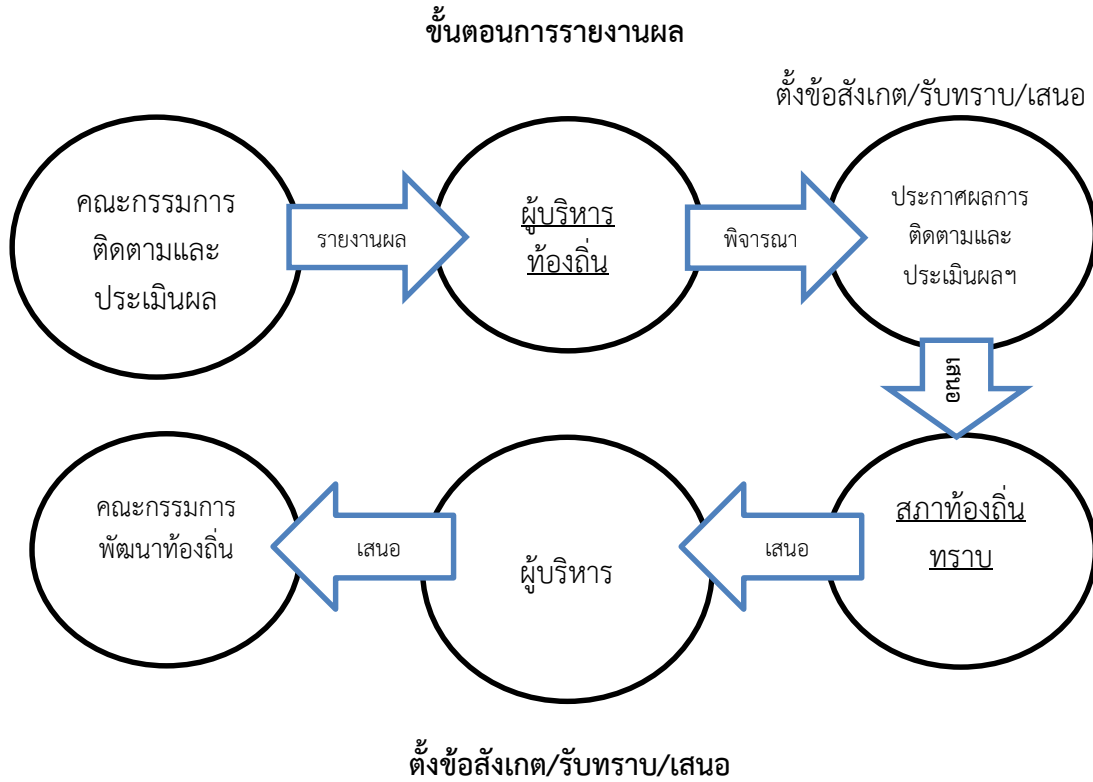 ขั้นตอนการรายงานผล
ตั้งข้อสังเกต/รับทราบ/เสนอ
คณะกรรมการ
ติดตามและ
ประเมินผล
รายงานผล
ผู้บริหาร
ท้องถิ่น
พิจารณา
ประกาศผลการ
ติดตามและ
ประเมินผลฯ
เสนอ
สภาท้องถิ่น
ทราบ
เสนอ
ผู้บริหาร
เสนอ
คณะกรรมการ
พัฒนาท้องถิ่น
ตั้งข้อสังเกต/รับทราบ/เสนอ